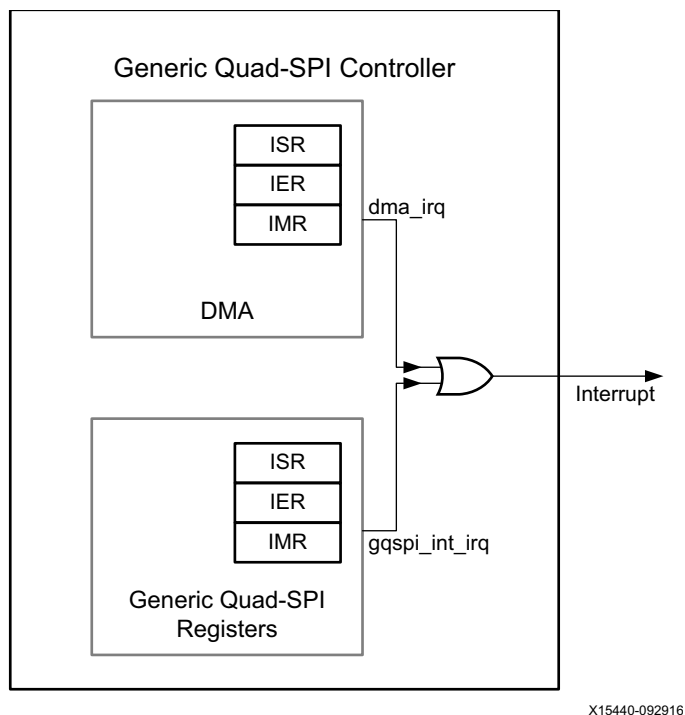 Generic Quad-SPI Controller
ISR
IER
IMR
dma_irq
DMA
Interrupt
ISR
IER
IMR
gqspi_int_irq
Generic Quad-SPI
Registers
X15440-092916